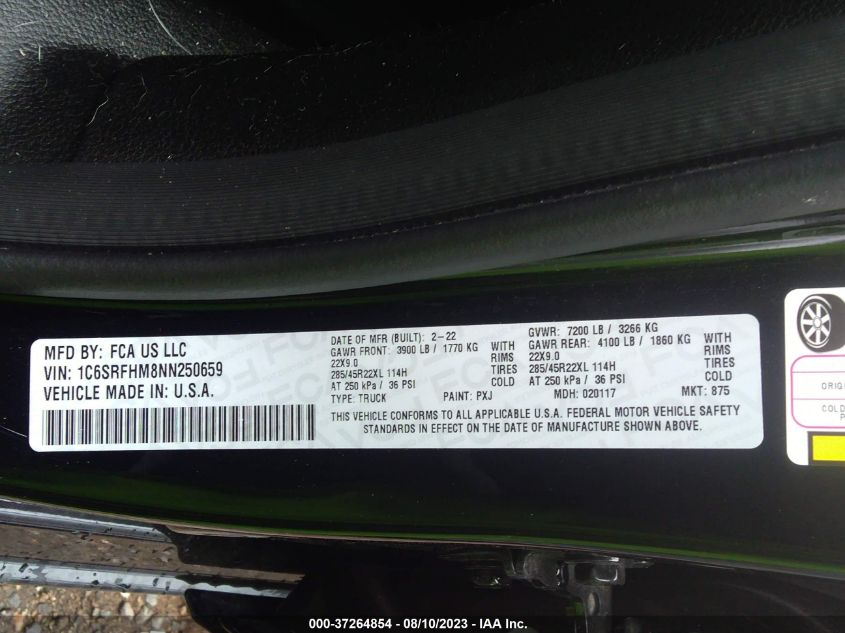 MFD BY: FCA US LLC
VIN: 1C6SRFHM8NN250659
VEHICLE MADE IN: U.S.A.
DATE OF MFR (BUILT): 2-22
GAWR FRONT: 3900 LB / 1770 KG WITH
22X9.0 RIMS
285/45R22XL 114H TIRES
AT 250 kPa / 36 PSI COLD
TYPE: TRUCK PAINT: PXJ
GVWR: 7200 LB / 3266 KG
GAWR REAR: 4100 LB / 1860 KG WITH
22X9.0 RIMS
285/45R22XL 114H TIRES
AT 250 kPa / 36 PSI COLD
MDH: 020117 MKT: 875
THIS VEHICLE CONFORMS TO ALL APPLICABLE U.S.A. FEDERAL MOTOR VEHICLE SAFETY
STANDARDS IN EFFECT ON THE DATE OF MANUFACTURE SHOWN ABOVE.
ORIG
COLD
P
000-37264854 - 08/10/2023 - IAA Inc.